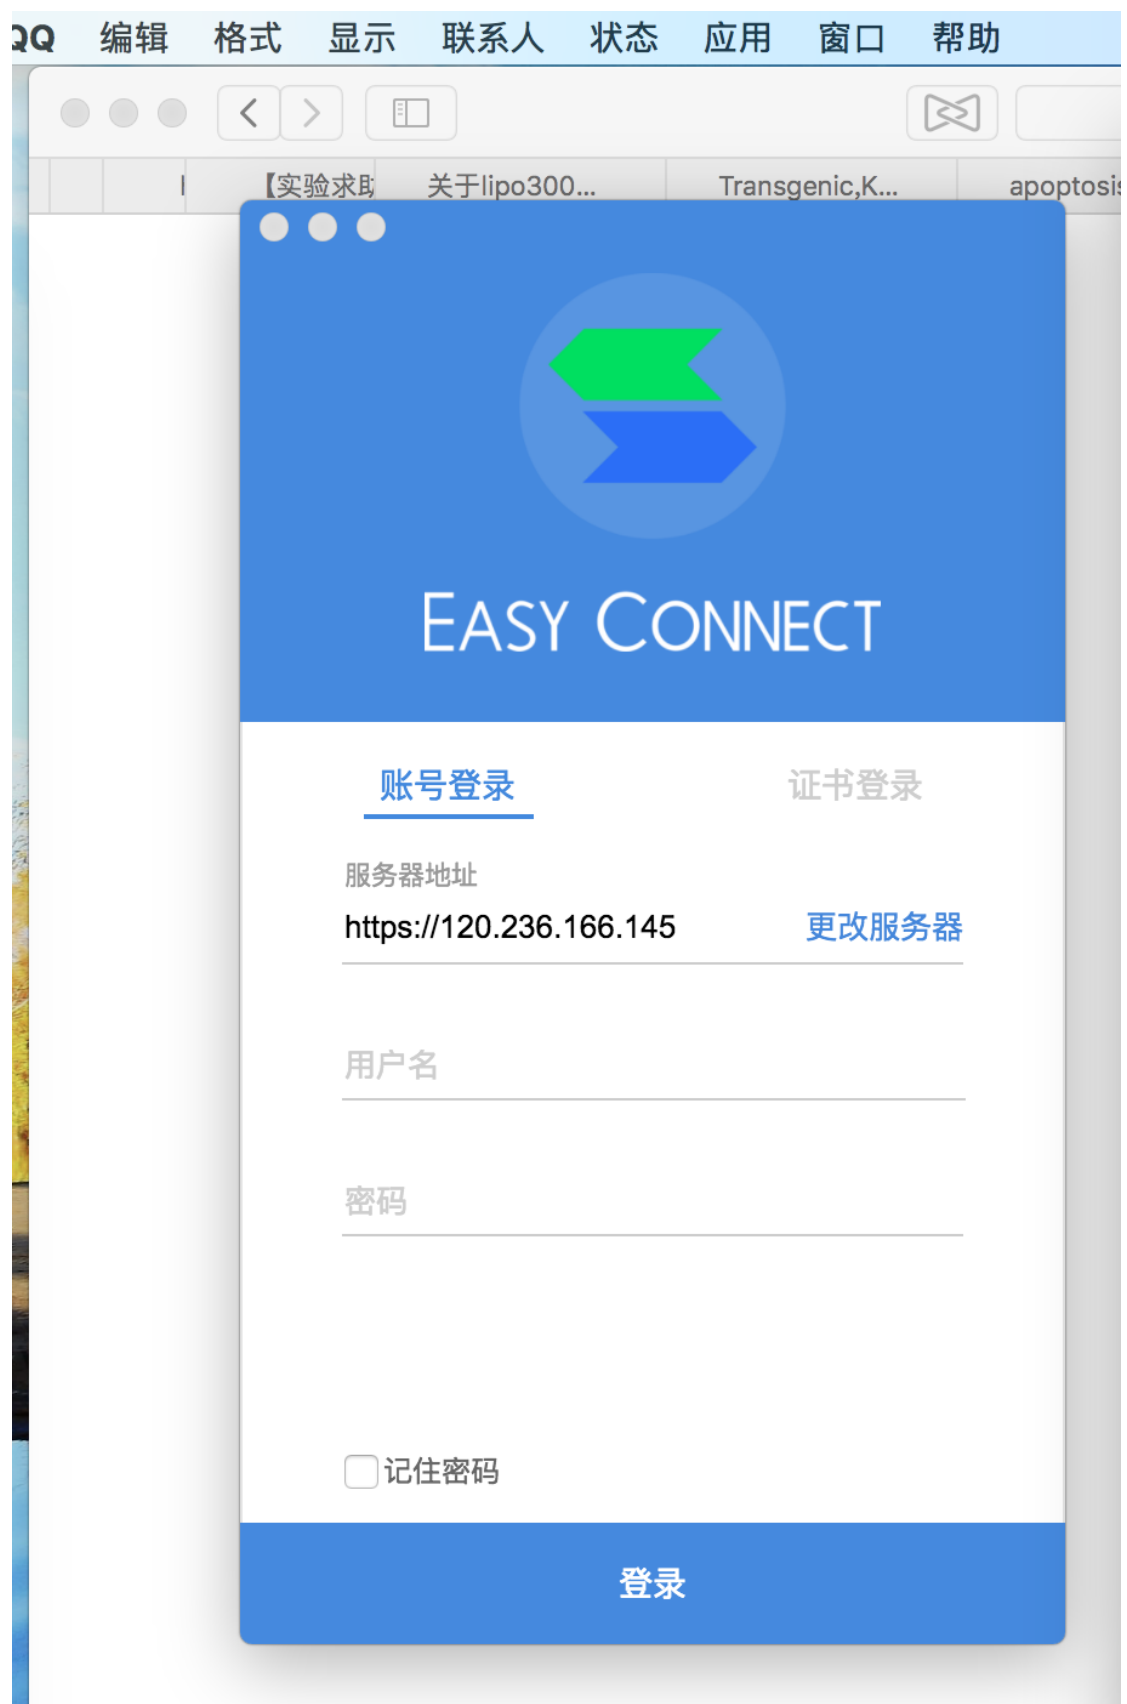 QQ 编辑 格式 显示 联系人 状态 应用 窗口 帮助
【实验求助 关于lipo300... Transgenic,K... apoptosis
EASY CONNECT
账号登录 证书登录
服务器地址
https://120.236.166.145 更改服务器
用户名
密码
记住密码
登录